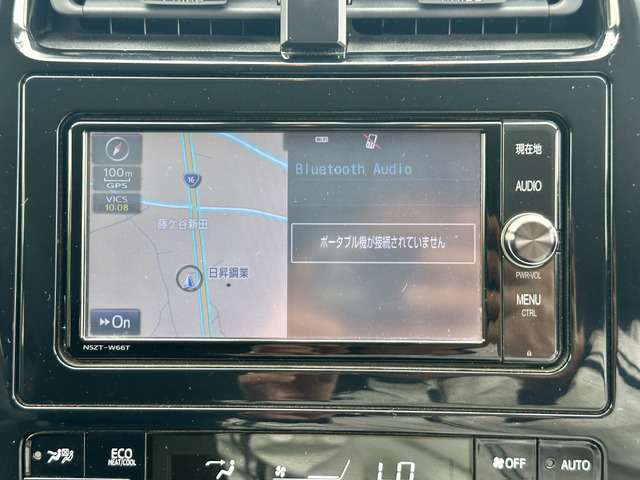 現在地
100m
GPS
VICS
10:08
16
藤ケ谷新田
日昇鋼業
On
Bluetooth Audio
ポータブル機が接続されていません
AUDIO
PWR-VOL
MENU
CTRL
NSZT-W66T
ECO
HEAT/COOL
LO
OFF
AUTO